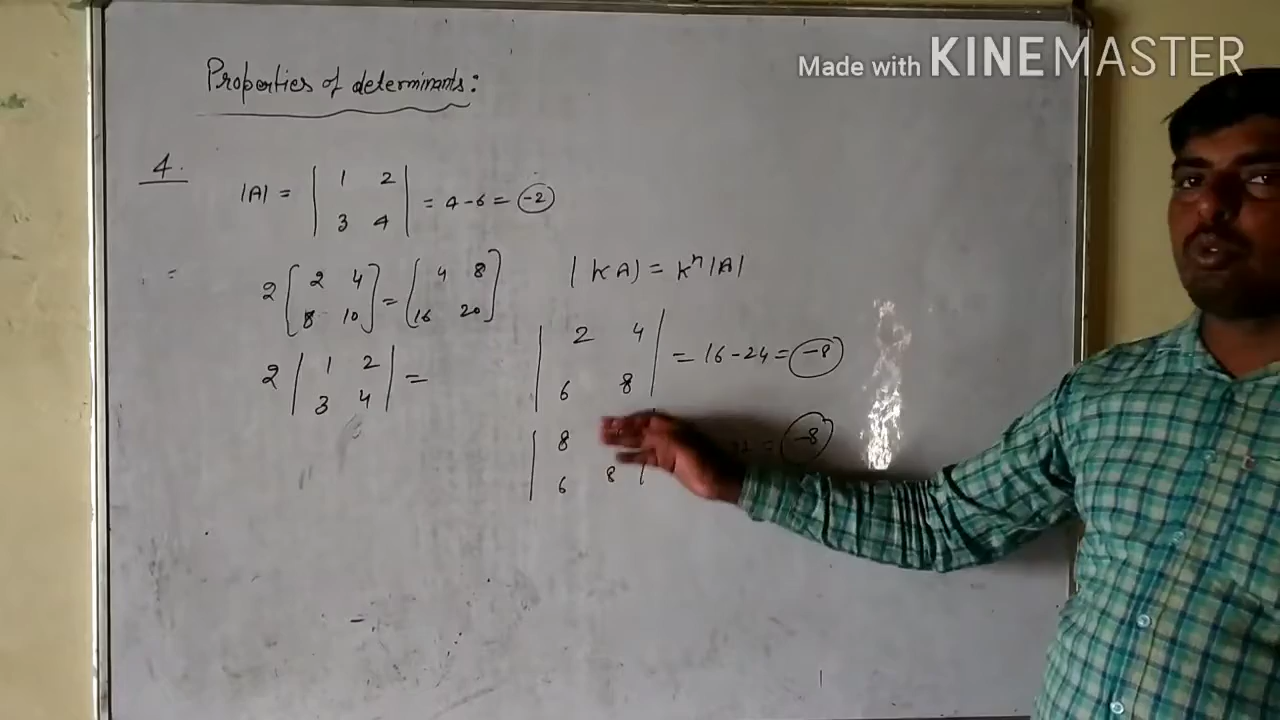 Made with KINEMASTER
Properties of determinants:
4.
|A| = | 1 2 | = 4 - 6 = -2
| 3 4 |
=
2 [ 2 4 ] = [ 4 8 ]
[ 8 10 ] [ 16 20 ]
|KA| = Kⁿ|A|
2 | 1 2 | =
| 3 4 |
| 2 4 | = 16 - 24 = -8
| 6 8 |
| 8 = -8
| 6 8 |